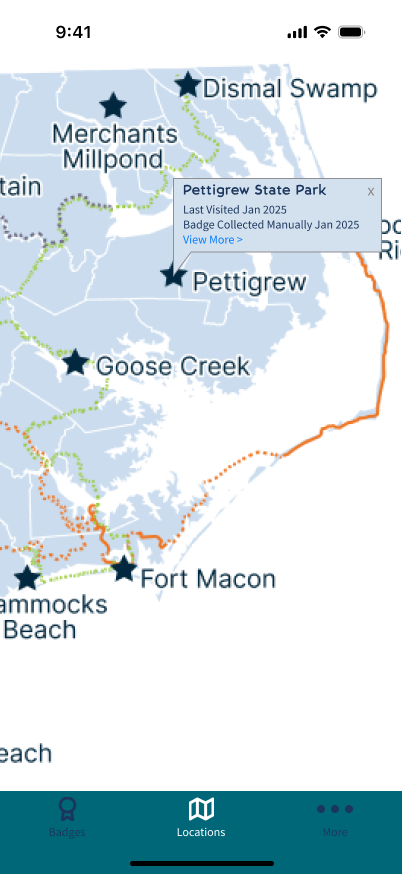 9:41
Dismal Swamp
Merchants
Millpond
tain
Pettigrew State Park
x
Last Visited Jan 2025
Badge Collected Manually Jan 2025
View More >
Ri
Pettigrew
Goose Creek
Fort Macon
ammocks
Beach
each
Badges
Locations
More